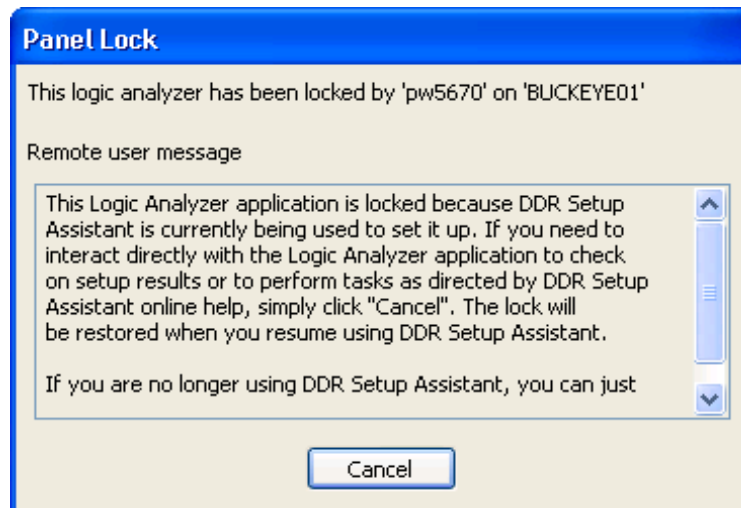 Panel Lock
This logic analyzer has been locked by 'pw5670' on 'BUCKEYE01'
Remote user message
This Logic Analyzer application is locked because DDR Setup
Assistant is currently being used to set it up. If you need to
interact directly with the Logic Analyzer application to check
on setup results or to perform tasks as directed by DDR Setup
Assistant online help, simply click "Cancel". The lock will
be restored when you resume using DDR Setup Assistant.
If you are no longer using DDR Setup Assistant, you can just
Cancel